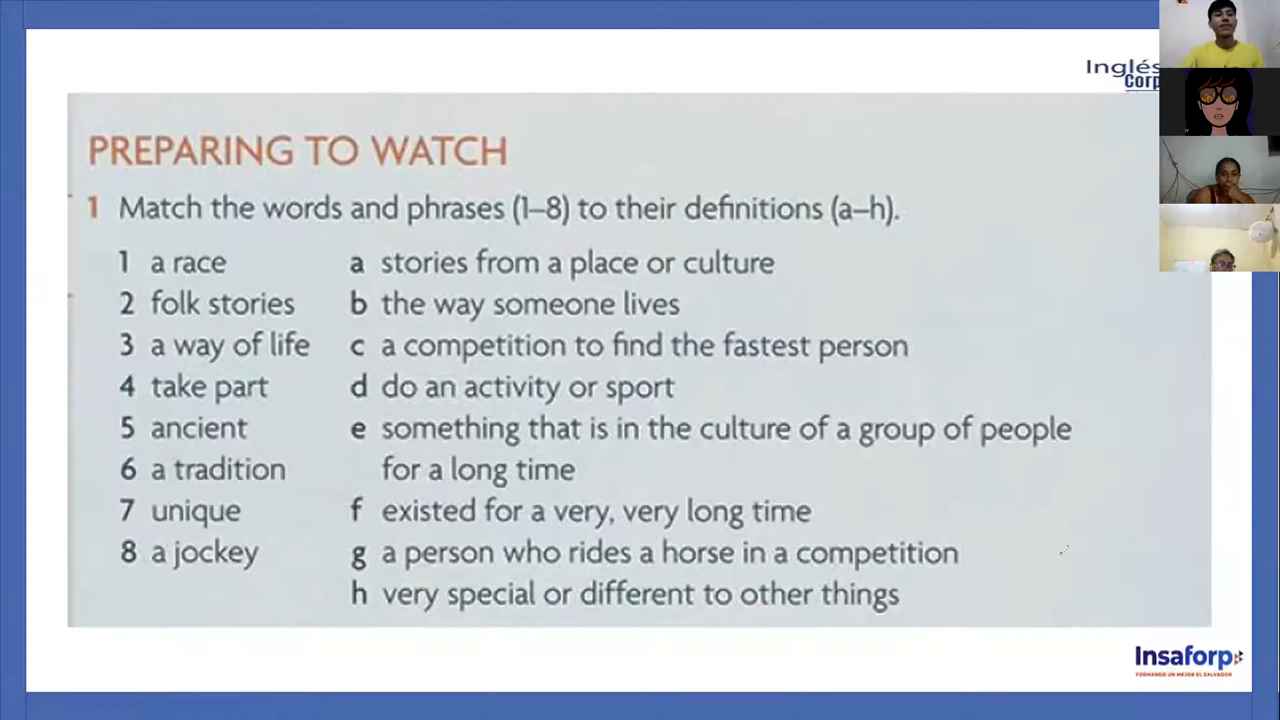 Inglés
Corp
PREPARING TO WATCH
1 Match the words and phrases (1–8) to their definitions (a–h).
1 a race a stories from a place or culture
2 folk stories b the way someone lives
3 a way of life c a competition to find the fastest person
4 take part d do an activity or sport
5 ancient e something that is in the culture of a group of people
6 a tradition for a long time
7 unique f existed for a very, very long time
8 a jockey g a person who rides a horse in a competition
h very special or different to other things
Insaforp
FORMANDO UN MEJOR EL SALVADOR